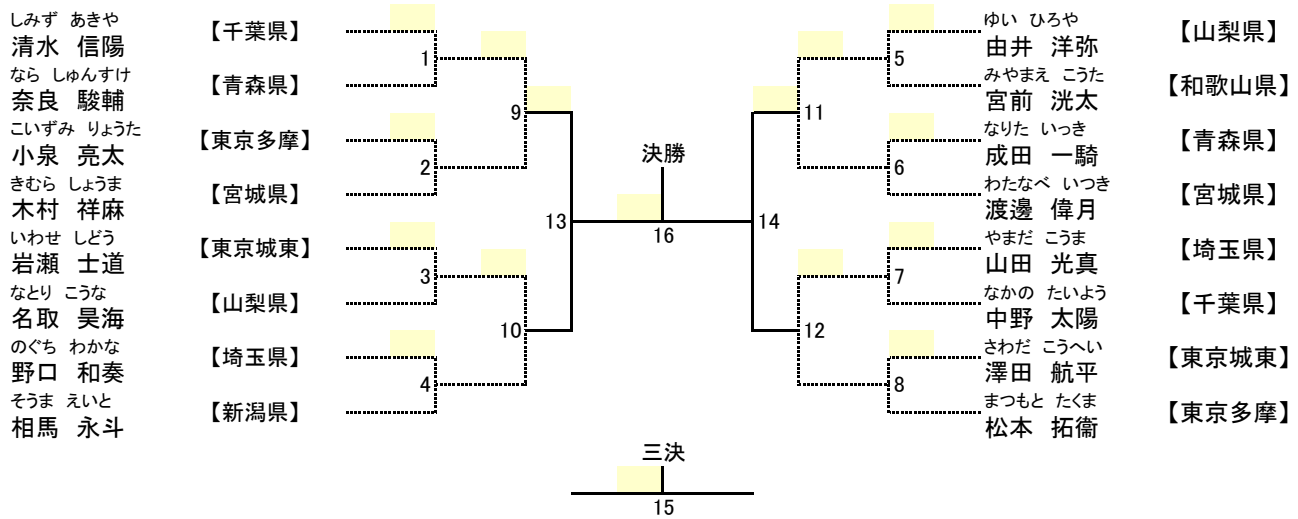 しみず あきや
清水 信陽
【千葉県】
なら しゅんすけ
奈良 駿輔
【青森県】
こいずみ りょうた
小泉 亮太
【東京多摩】
きむら しょうま
木村 祥麻
【宮城県】
いわせ しどう
岩瀬 士道
【東京城東】
なとり こうな
名取 昊海
【山梨県】
のぐち わかな
野口 和奏
【埼玉県】
そうま えいと
相馬 永斗
【新潟県】
1
2
3
4
9
10
13
決勝
16
三決
15
14
11
12
5
6
7
8
ゆい ひろや
由井 洋弥
【山梨県】
みやまえ こうた
宮前 洸太
【和歌山県】
なりた いっき
成田 一騎
【青森県】
わたなべ いつき
渡邊 偉月
【宮城県】
やまだ こうま
山田 光真
【埼玉県】
なかの たいよう
中野 太陽
【千葉県】
さわだ こうへい
澤田 航平
【東京城東】
まつもと たくま
松本 拓衞
【東京多摩】